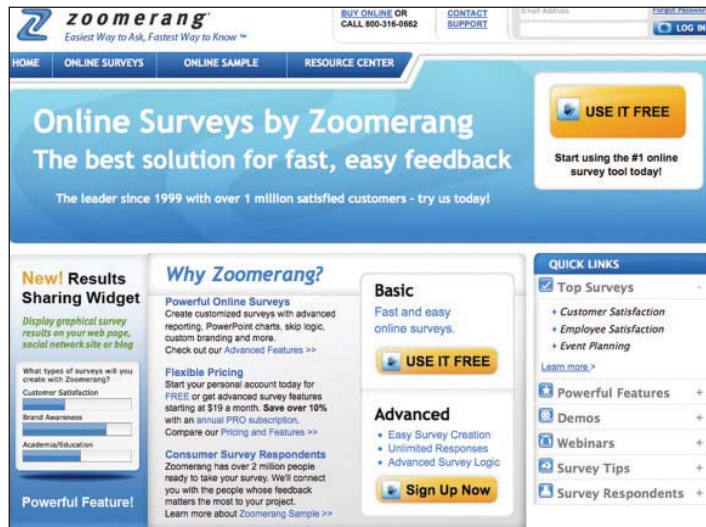 zoomerang
Easiest Way to Ask, Fastest Way to Know ™
BUY ONLINE OR
CALL 800-316-0662
CONTACT
SUPPORT
Email Address
Forgot Password
LOG IN
HOME
ONLINE SURVEYS
ONLINE SAMPLE
RESOURCE CENTER
Online Surveys by Zoomerang
The best solution for fast, easy feedback
The leader since 1999 with over 1 million satisfied customers - try us today!
USE IT FREE
Start using the #1 online
survey tool today!
New! Results
Sharing Widget
Display graphical survey
results on your web page,
social network site or blog
What types of surveys will you
create with Zoomerang?
Customer Satisfaction
Brand Awareness
Academia/Education
Powerful Feature!
Why Zoomerang?
Powerful Online Surveys
Create customized surveys with advanced
reporting, PowerPoint charts, skip logic,
custom branding and more.
Check out our Advanced Features >>
Flexible Pricing
Start your personal account today for
FREE or get advanced survey features
starting at $19 a month. Save over 10%
with an annual PRO subscription.
Compare our Pricing and Features >>
Consumer Survey Respondents
Zoomerang has over 2 million people
ready to take your survey. We'll connect
you with the people whose feedback
matters the most to your project.
Learn more about Zoomerang Sample >>
Basic
Fast and easy
online surveys.
USE IT FREE
Advanced
• Easy Survey Creation
• Unlimited Responses
• Advanced Survey Logic
Sign Up Now
QUICK LINKS
Top Surveys -
+ Customer Satisfaction
+ Employee Satisfaction
+ Event Planning
Learn more >
Powerful Features +
Demos +
Webinars +
Survey Tips +
Survey Respondents +